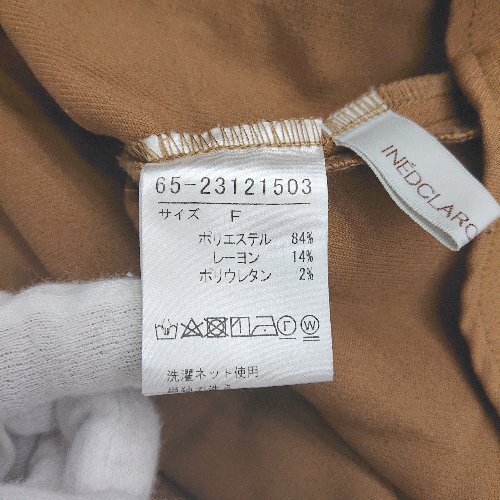 65-23121503
サイズ F
ポリエステル 84%
レーヨン 14%
ポリウレタン 2%
洗濯ネット使用
INÉDCLARO